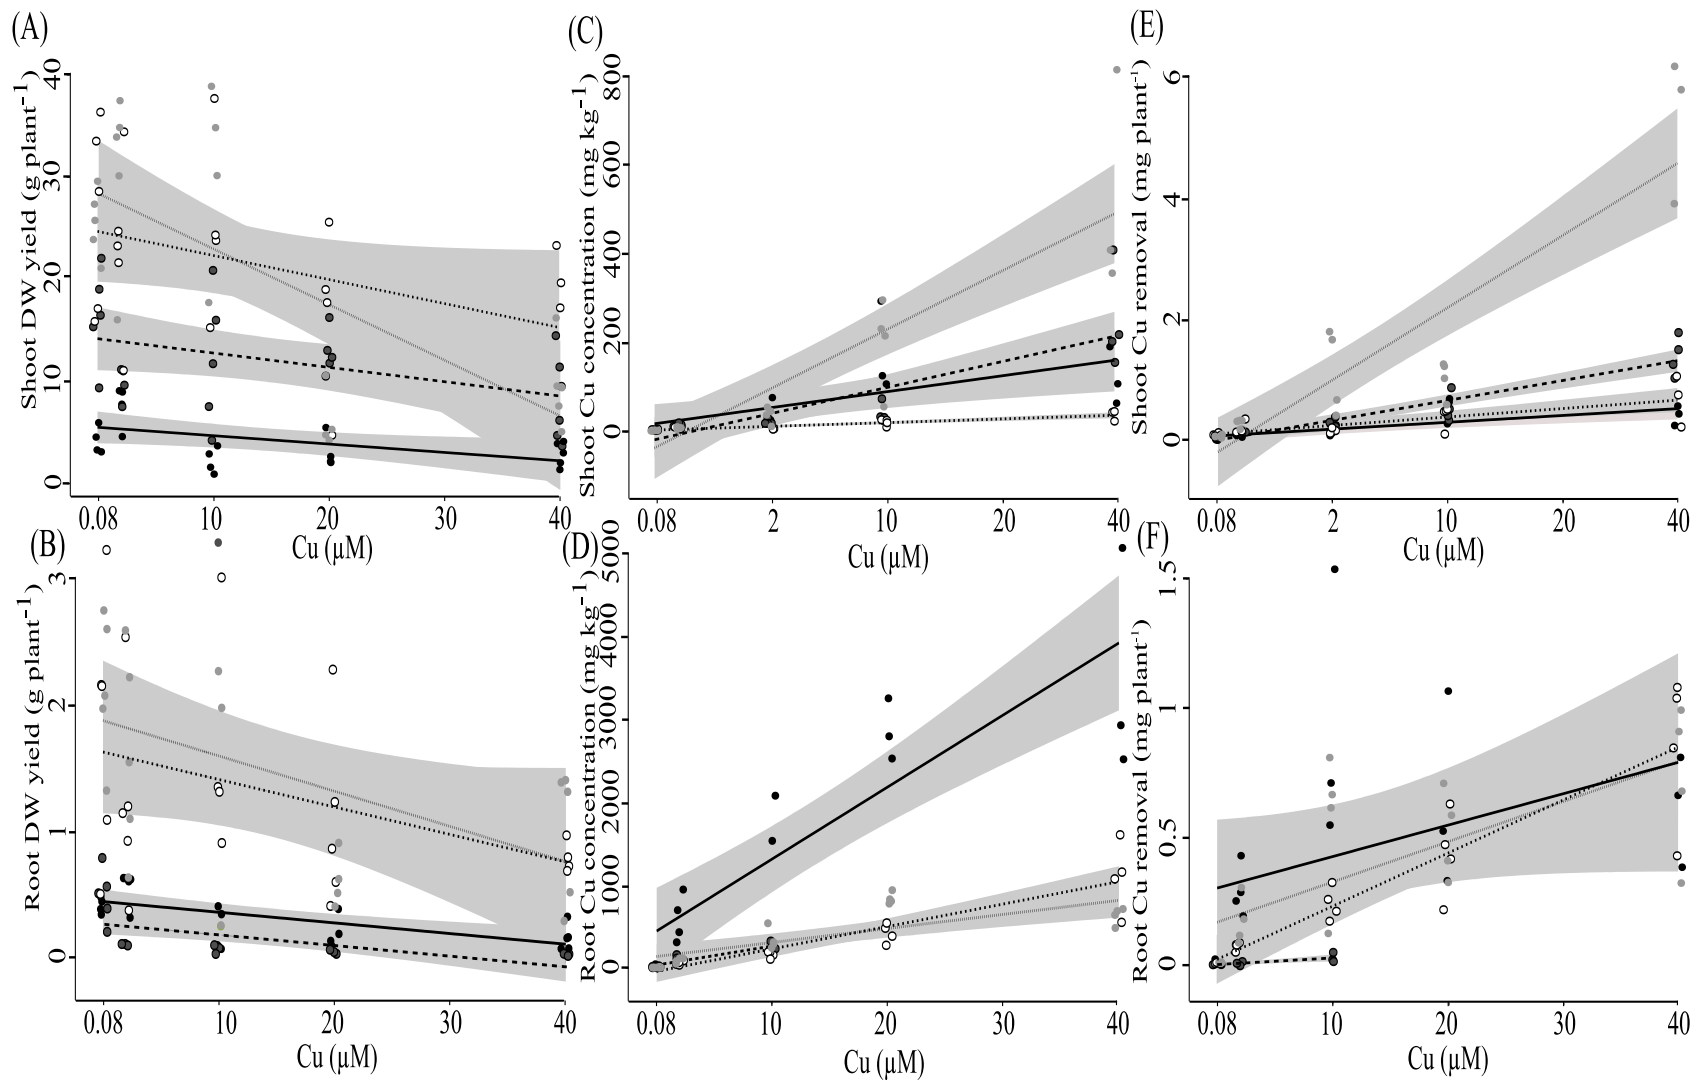 (A)
Shoot DW yield (g plant⁻¹)
40
30
20
10
0
0.08 10 20 30 40
Cu (µM)
(C)
Shoot Cu concentration (mg kg⁻¹)
800
600
400
200
0
0.08 2 10 20 40
Cu (µM)
(E)
Shoot Cu removal (mg plant⁻¹)
6
4
2
0
0.08 2 10 20 40
Cu (µM)
(B)
Root DW yield (g plant⁻¹)
3
2
1
0
0.08 10 20 30 40
Cu (µM)
(D)
Root Cu concentration (mg kg⁻¹)
5000
4000
3000
2000
1000
0
0.08 10 20 30 40
Cu (µM)
(F)
Root Cu removal (mg plant⁻¹)
1.5
1
0.5
0
0.08 10 20 30 40
Cu (µM)